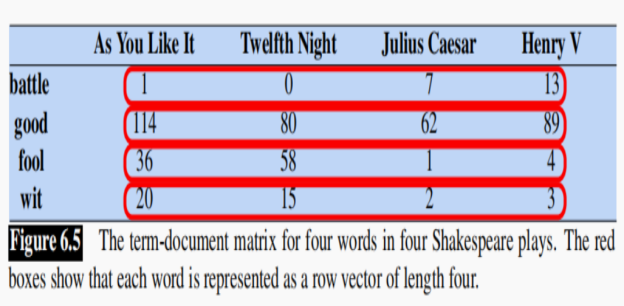 As You Like It Twelfth Night Julius Caesar Henry V
battle 1 0 7 13
good 114 80 62 89
fool 36 58 1 4
wit 20 15 2 3
Figure 6.5 The term-document matrix for four words in four Shakespeare plays. The red
boxes show that each word is represented as a row vector of length four.